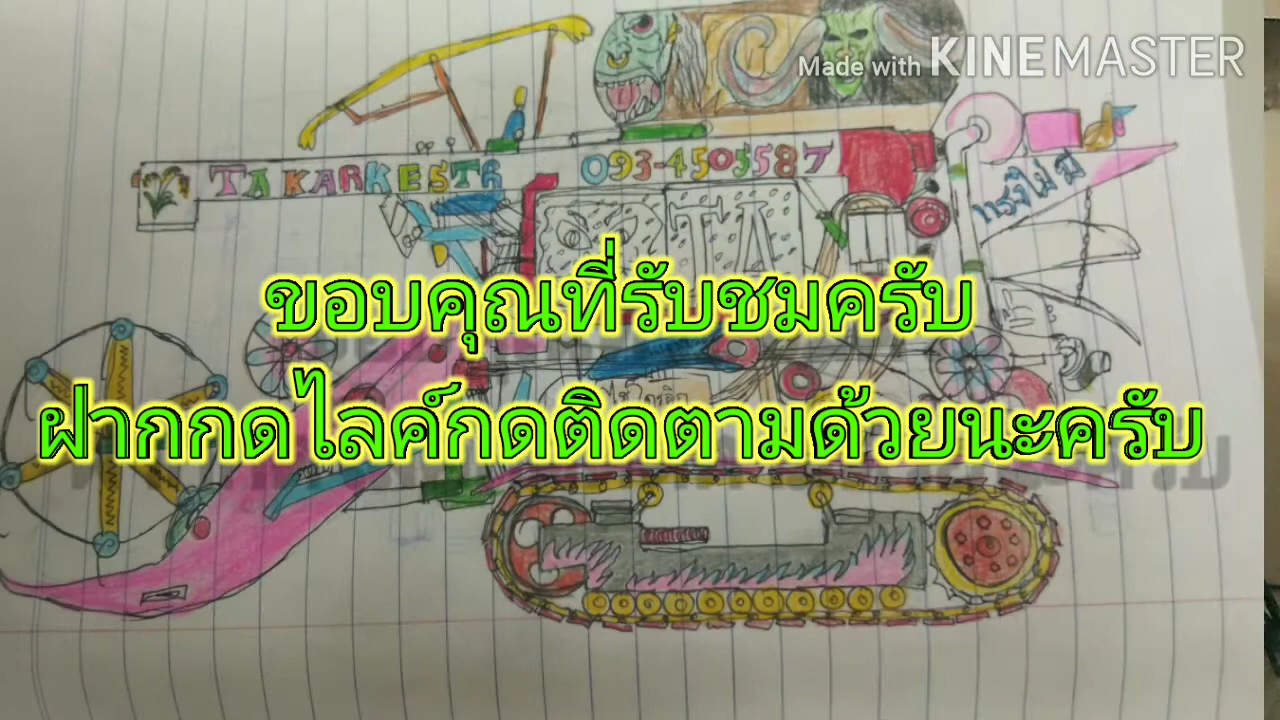 Made with KINEMASTER
TAKARKESTR 093-4505587
TA
ขอบคุณที่รับชมครับ
ฝากกดไลค์กดติดตามด้วยนะครับ